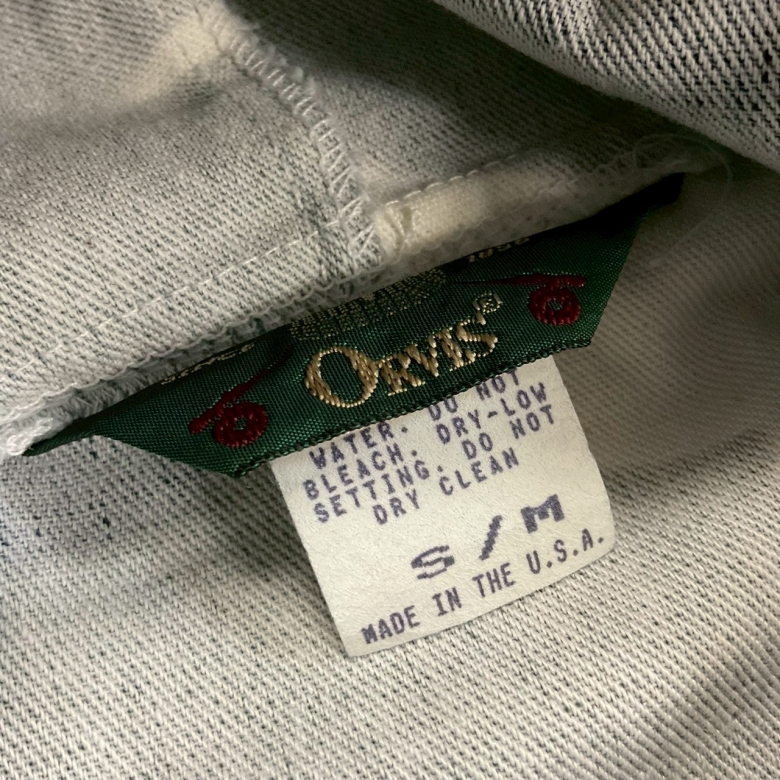 ORVIS®
WATER. DO NOT
BLEACH. DRY-LOW
SETTING. DO NOT
DRY CLEAN
S/M
MADE IN THE U.S.A.